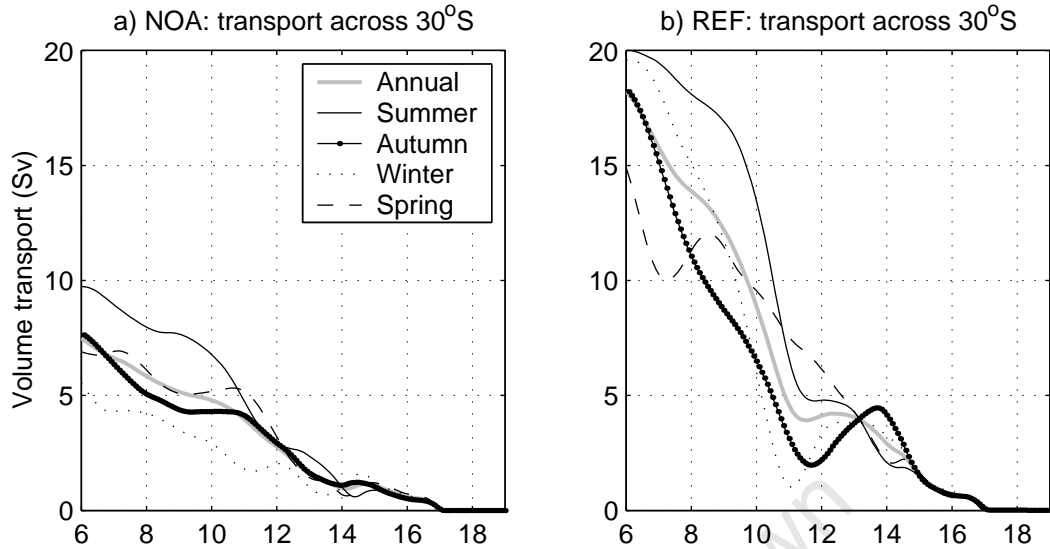 a) NOA: transport across 30°S
b) REF: transport across 30°S
Volume transport (Sv)
20
15
10
5
0
6 8 10 12 14 16 18
Annual
Summer
Autumn
Winter
Spring
20
15
10
5
0
6 8 10 12 14 16 18